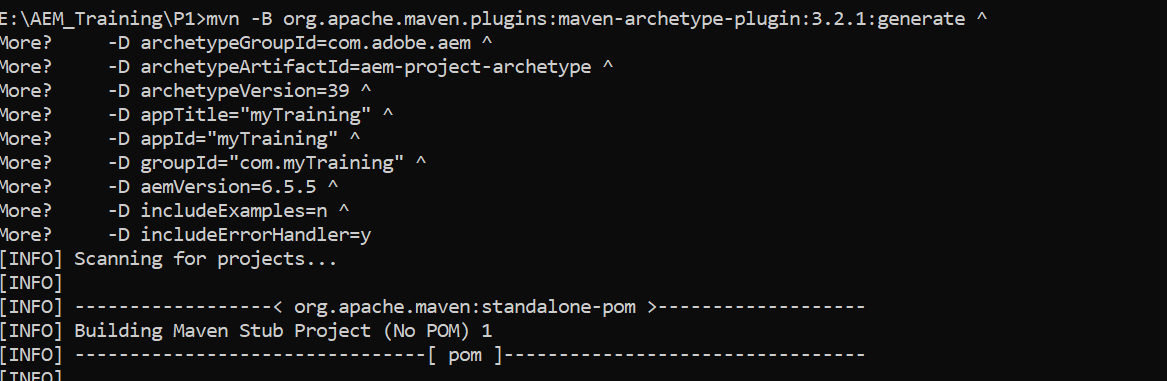 E:\AEM_Training\P1>mvn -B org.apache.maven.plugins:maven-archetype-plugin:3.2.1:generate ^
More?     -D archetypeGroupId=com.adobe.aem ^
More?     -D archetypeArtifactId=aem-project-archetype ^
More?     -D archetypeVersion=39 ^
More?     -D appTitle="myTraining" ^
More?     -D appId="myTraining" ^
More?     -D groupId="com.myTraining" ^
More?     -D aemVersion=6.5.5 ^
More?     -D includeExamples=n ^
More?     -D includeErrorHandler=y
[INFO] Scanning for projects...
[INFO]
[INFO] ------------------< org.apache.maven:standalone-pom >-------------------
[INFO] Building Maven Stub Project (No POM) 1
[INFO] --------------------------------[ pom ]---------------------------------
[INFO]